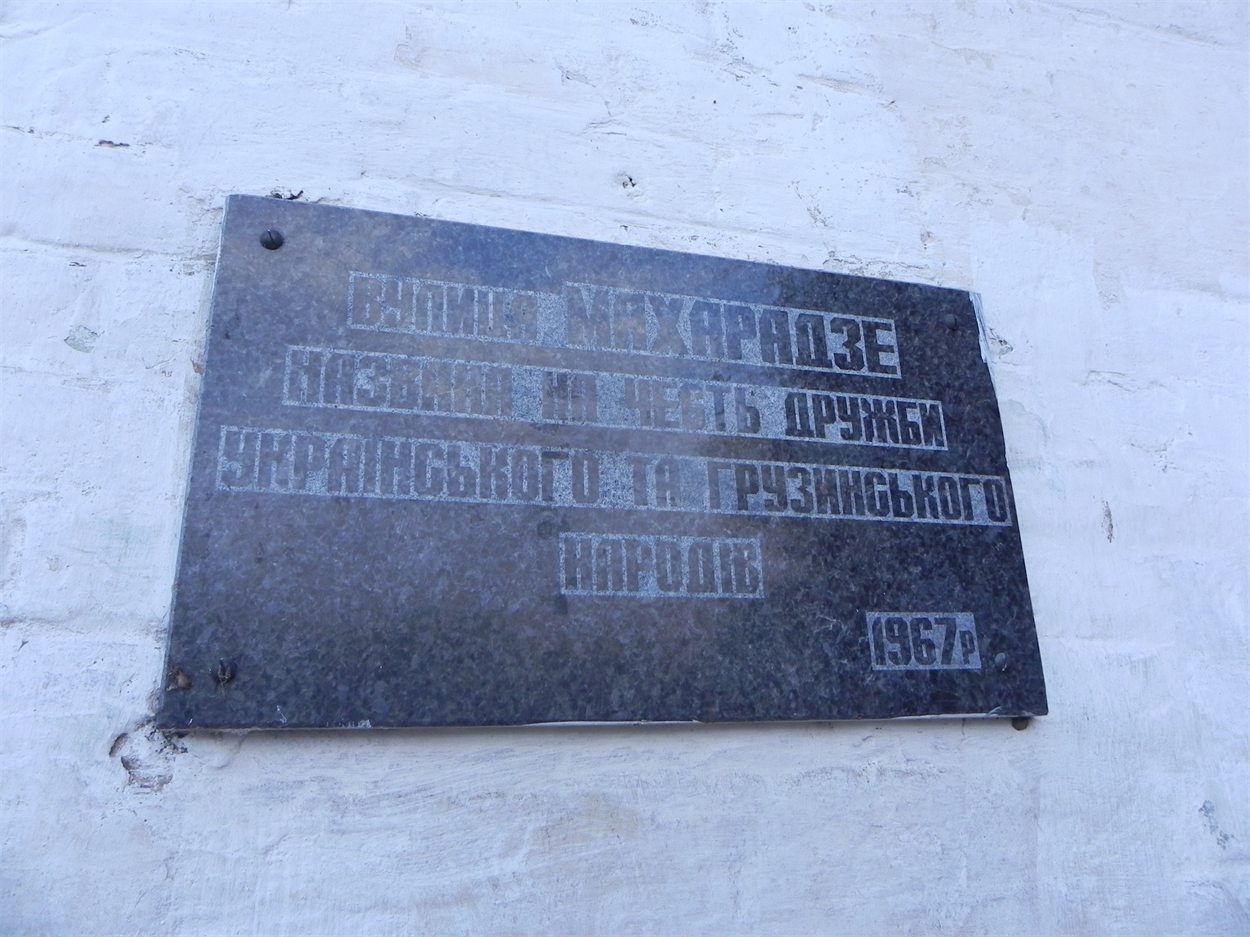 ВУЛИЦЯ МАХАРАДЗЕ
НАЗВАНА НА ЧЕСТЬ ДРУЖБИ
УКРАЇНСЬКОГО ТА ГРУЗИНСЬКОГО
НАРОДІВ
1967р